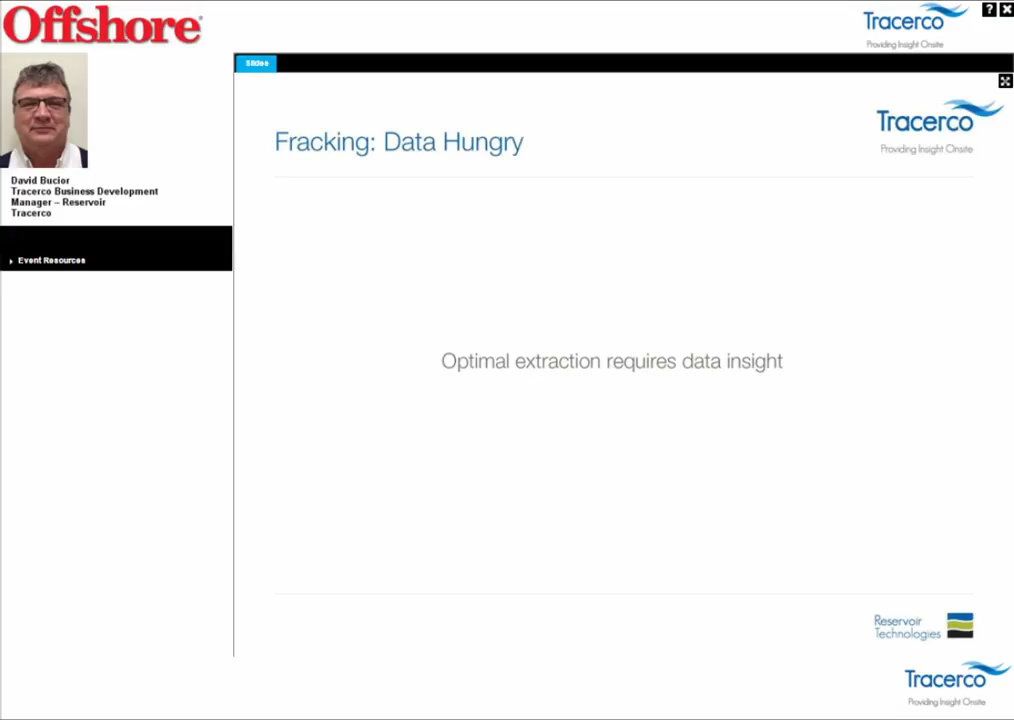 Offshore
Tracerco
Providing Insight Onsite
?
Slides
David Bucior
Tracerco Business Development
Manager – Reservoir
Tracerco
Event Resources
Fracking: Data Hungry
Tracerco
Providing Insight Onsite
Optimal extraction requires data insight
Reservoir
Technologies
Tracerco
Providing Insight Onsite